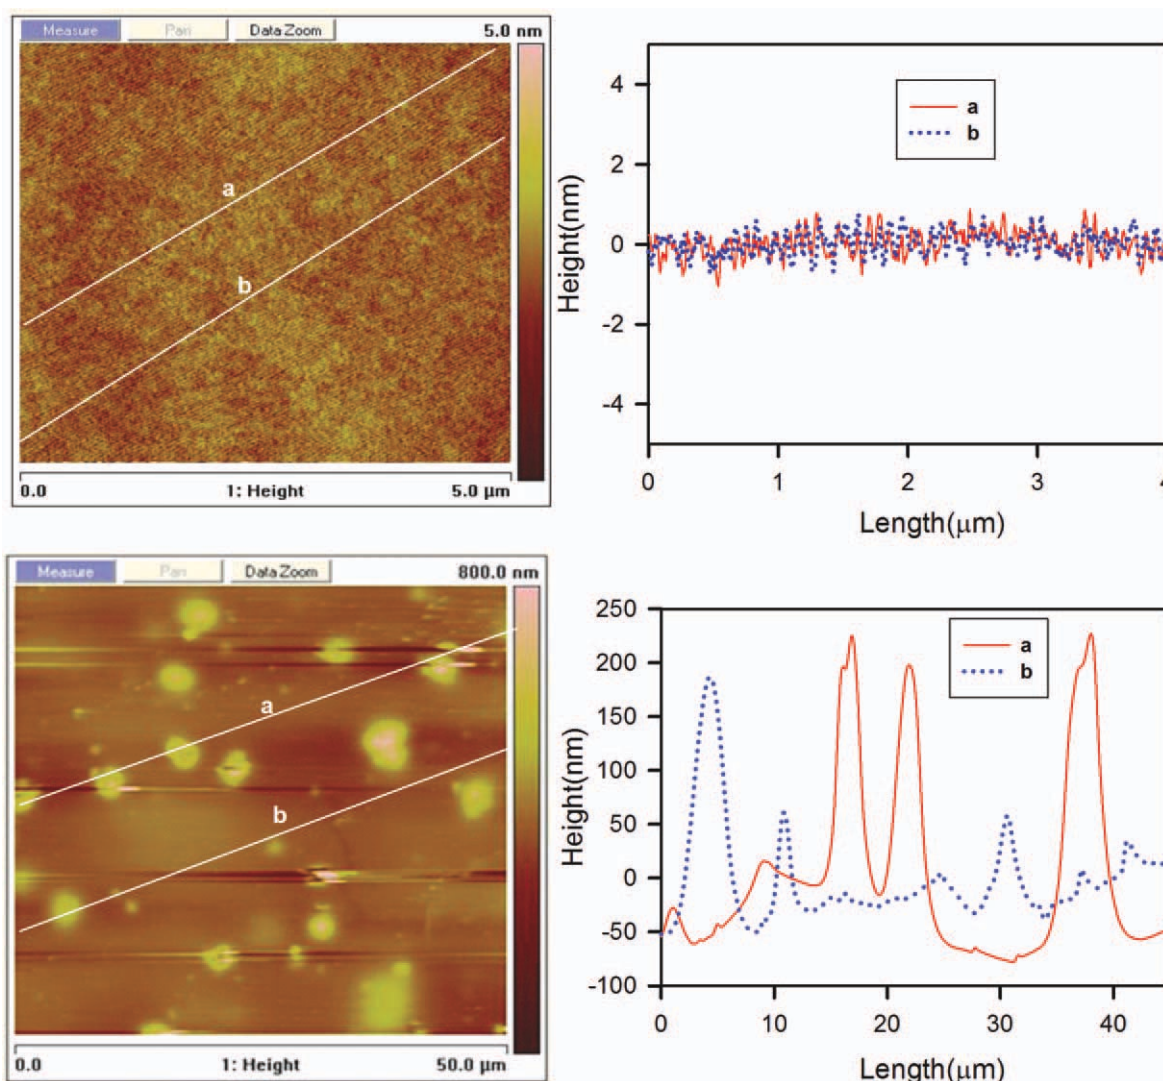 Measure Pan Data Zoom 5.0 nm
a
b
0.0 1: Height 5.0 µm
a
b
4
2
0
-2
-4
Height(nm)
0 1 2 3 4
Length(µm)
Measure Pan Data Zoom 800.0 nm
a
b
0.0 1: Height 50.0 µm
a
b
250
200
150
100
50
0
-50
-100
Height(nm)
0 10 20 30 40
Length(µm)